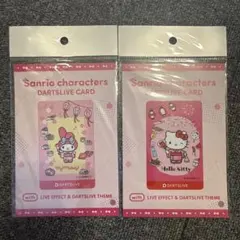 Sanrio characters
DARTSLIVE CARD
DARTSLIVE
with
LIVE EFFECT & DARTSLIVE THEME
Sanrio characters
DARTSLIVE CARD
Hello Kitty
DARTSLIVE
with
LIVE EFFECT & DARTSLIVE THEME